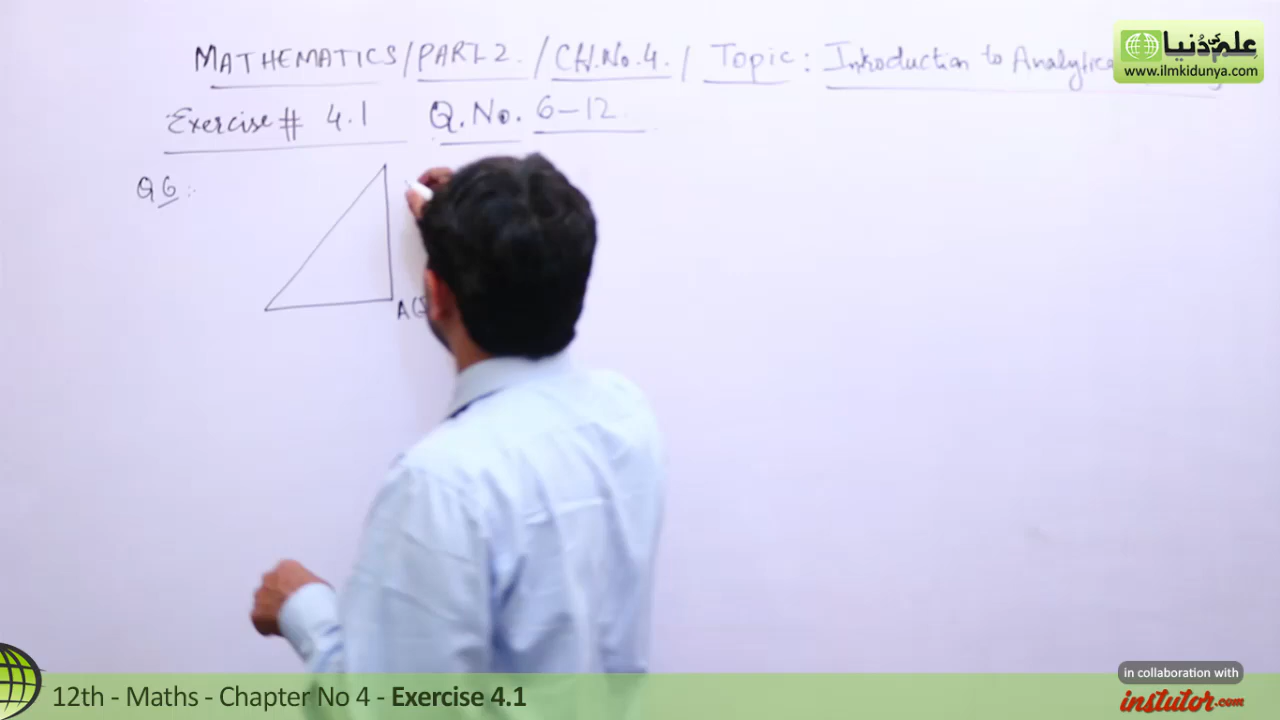 MATHEMATICS / PART 2. / CH.No.4. / Topic : Introduction to Analytica
Exercise # 4.1 Q.No. 6-12
Q6:
A(
علم کی دُنیا
www.ilmkidunya.com
12th - Maths - Chapter No 4 - Exercise 4.1
in collaboration with
instutor.com